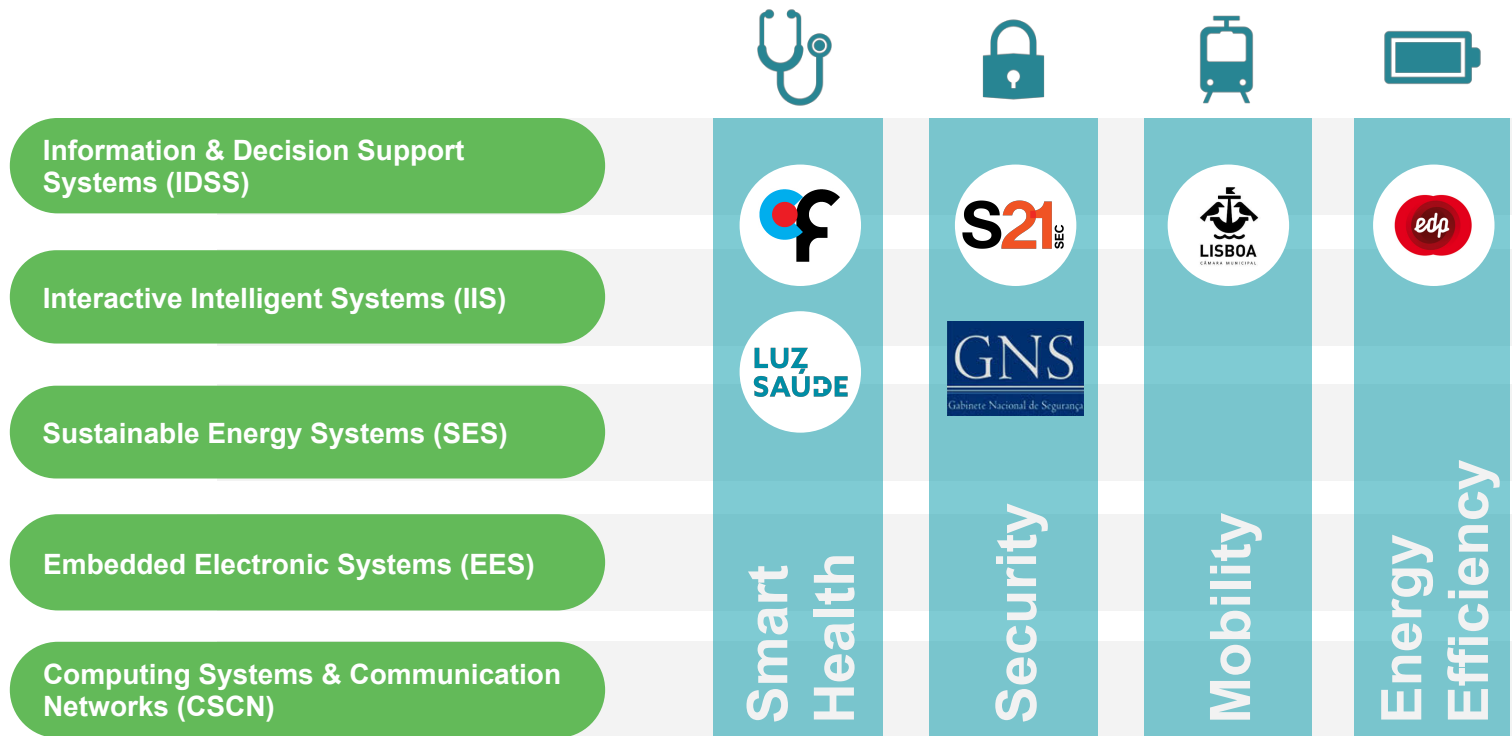 Information & Decision Support
Systems (IDSS)
Interactive Intelligent Systems (IIS)
Sustainable Energy Systems (SES)
Embedded Electronic Systems (EES)
Computing Systems & Communication
Networks (CSCN)
CF
LUZ
SAÚDE
Smart
Health
S21
SEC
GNS
Gabinete Nacional de Segurança
Security
LISBOA
CÂMARA MUNICIPAL
Mobility
edp
Energy
Efficiency